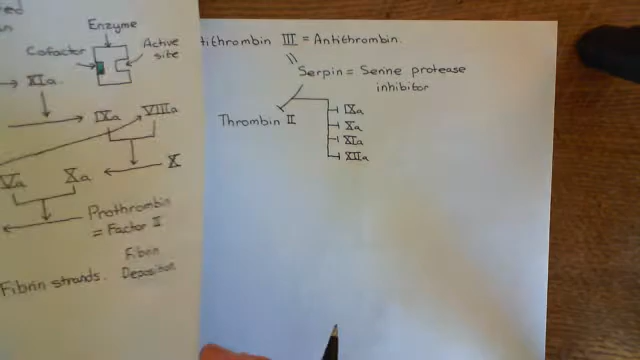 Enzyme
Cofactor
Active
site
XIa
IXa VIIIa
Va Xa X
Prothrombin
= Factor II
Fibrin strands. Fibrin
Deposition
III = Antithrombin.
Serpin = Serine protease
inhibitor
Thrombin II
IXa
Xa
XIa
XIIa